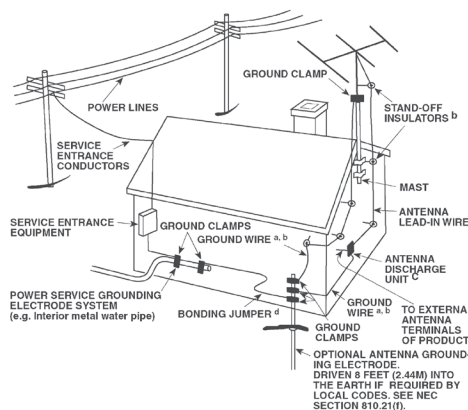 GROUND CLAMP
POWER LINES
STAND-OFF
INSULATORS b
SERVICE
ENTRANCE
CONDUCTORS
MAST
ANTENNA
LEAD-IN WIRE
SERVICE ENTRANCE
EQUIPMENT
GROUND CLAMPS
GROUND WIRE a, b
ANTENNA
DISCHARGE
UNIT C
POWER SERVICE GROUNDING
ELECTRODE SYSTEM
(e.g. Interior metal water pipe)
BONDING JUMPER d
GROUND
WIRE a, b
GROUND
CLAMPS
TO EXTERNAL
ANTENNA
TERMINALS
OF PRODUCT
OPTIONAL ANTENNA GROUND-
ING ELECTRODE.
DRIVEN 8 FEET (2.44M) INTO
THE EARTH IF REQUIRED BY
LOCAL CODES. SEE NEC
SECTION 810.21(f).